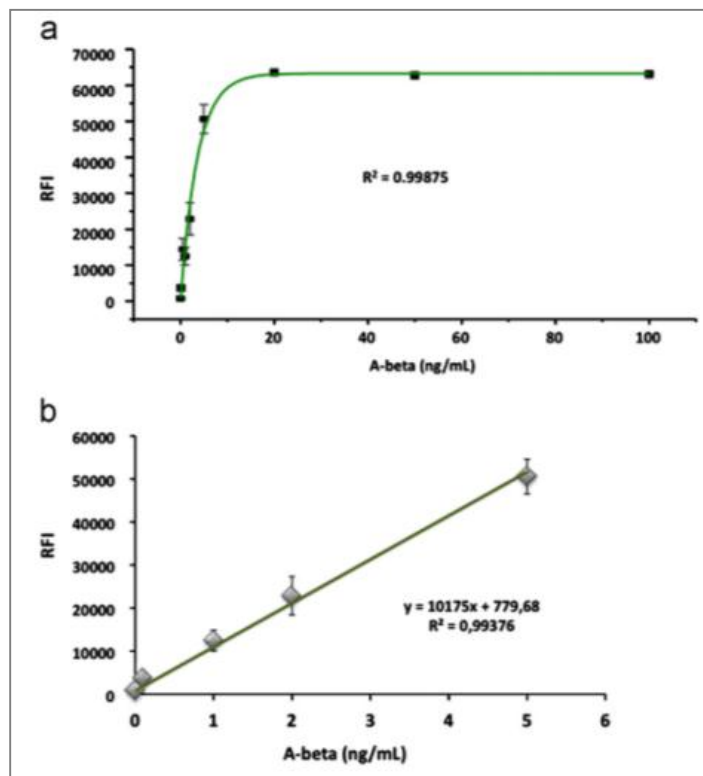 a
70000
60000
50000
40000
30000
20000
10000
0
RFI
R² = 0.99875
0 20 40 60 80 100
A-beta (ng/mL)
b
60000
50000
40000
30000
20000
10000
0
RFI
y = 10175x + 779,68
R² = 0,99376
0 1 2 3 4 5 6
A-beta (ng/mL)